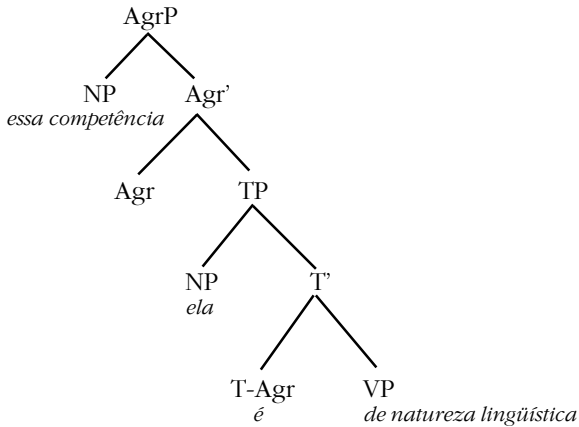 AgrP
NP Agr’
essa competência
Agr TP
NP T’
ela
T-Agr VP
é de natureza lingüística